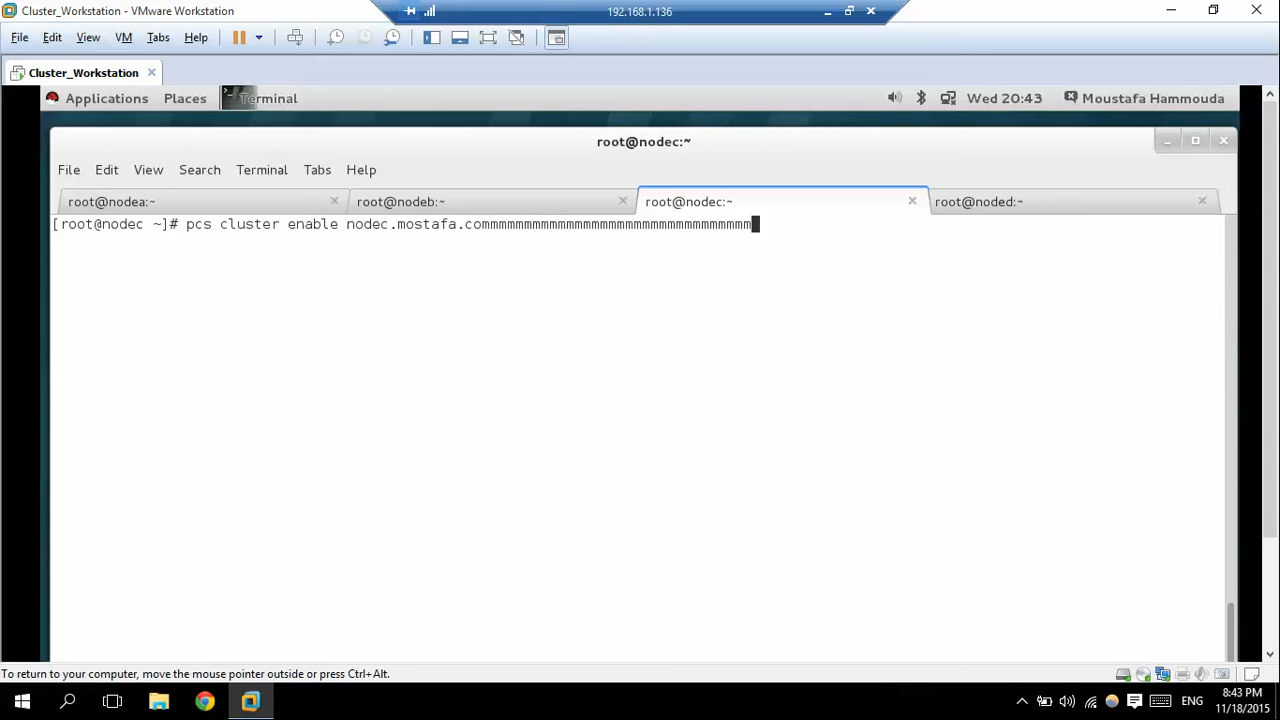 Cluster_Workstation - VMware Workstation
192.168.1.136
File Edit View VM Tabs Help
Cluster_Workstation
Applications Places Terminal Wed 20:43 Moustafa Hammouda
root@nodec:~
File Edit View Search Terminal Tabs Help
root@nodea:~ root@nodeb:~ root@nodec:~ root@noded:~
[root@nodec ~]# pcs cluster enable nodec.mostafa.commmmmmmmmmmmmmmmmmmmmmmmmmmmmmmmm
To return to your computer, move the mouse pointer outside or press Ctrl+Alt.
ENG
8:43 PM
11/18/2015